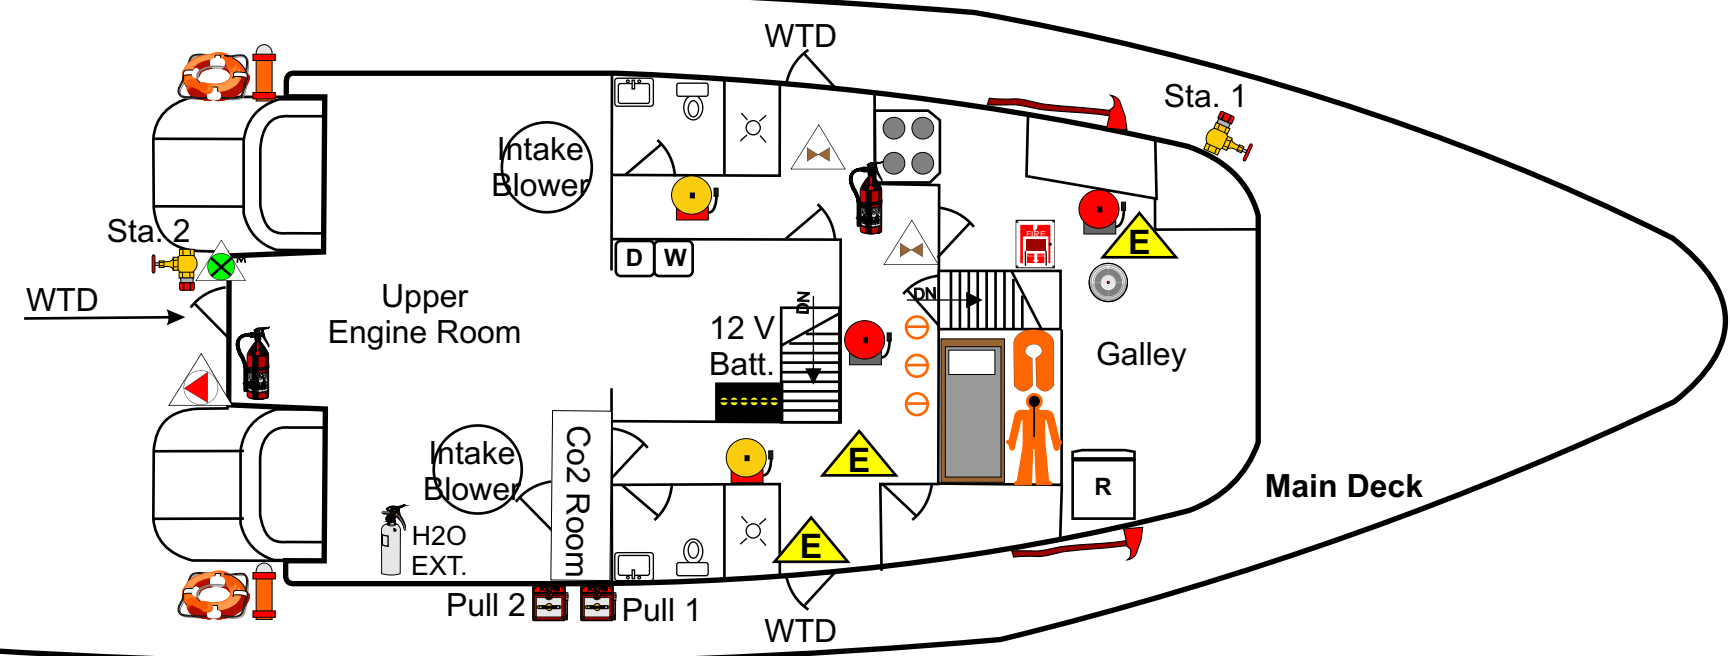 WTD
Sta. 1
Intake
Blower
Sta. 2
M
D W
FIRE
E
WTD
Upper
Engine Room
DN
DN
12 V
Batt.
Galley
Intake
Blower
Co2 Room
E
R
Main Deck
H2O
EXT.
E
Pull 2
Pull 1
WTD